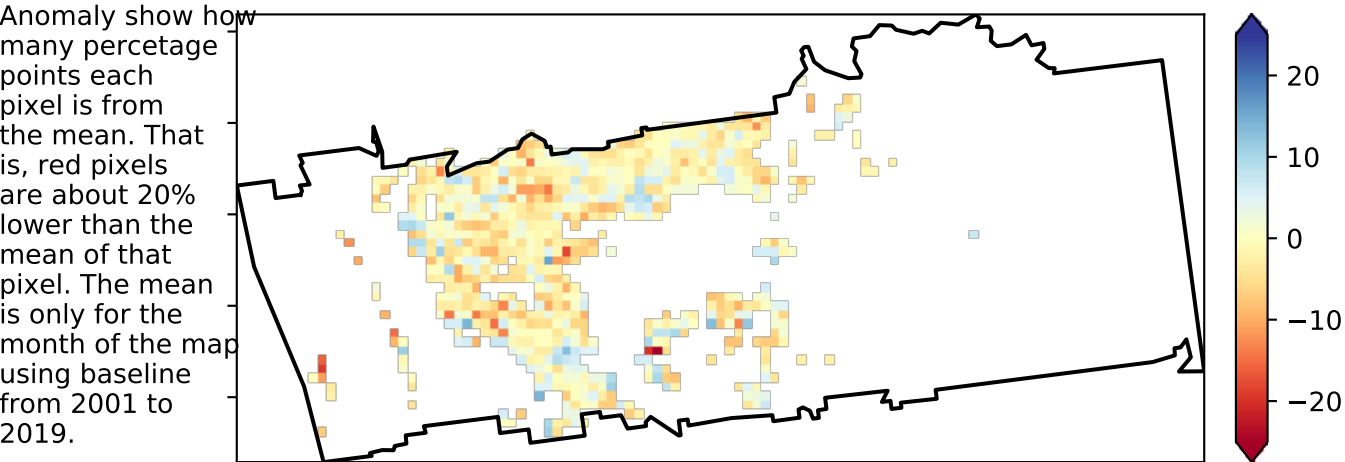 Anomaly show how
many percetage
points each
pixel is from
the mean. That
is, red pixels
are about 20%
lower than the
mean of that
pixel. The mean
is only for the
month of the map
using baseline
from 2001 to
2019.
20
10
0
−10
−20